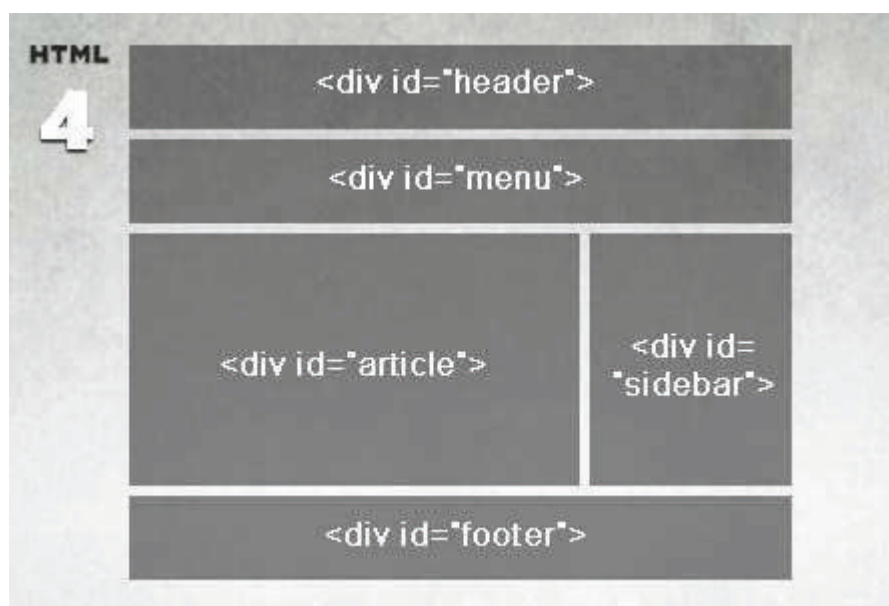 HTML
4
<div id="header">
<div id="menu">
<div id="article">
<div id=
"sidebar">
<div id="footer">